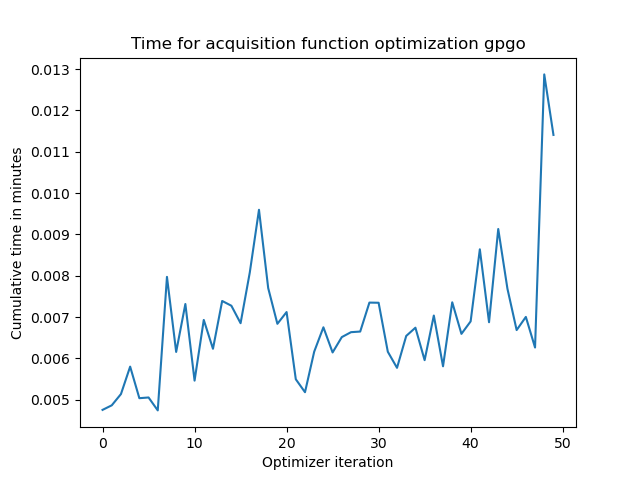 Time for acquisition function optimization gpgo
0.013
0.012
0.011
0.010
0.009
0.008
0.007
0.006
0.005
Cumulative time in minutes
0 10 20 30 40 50
Optimizer iteration